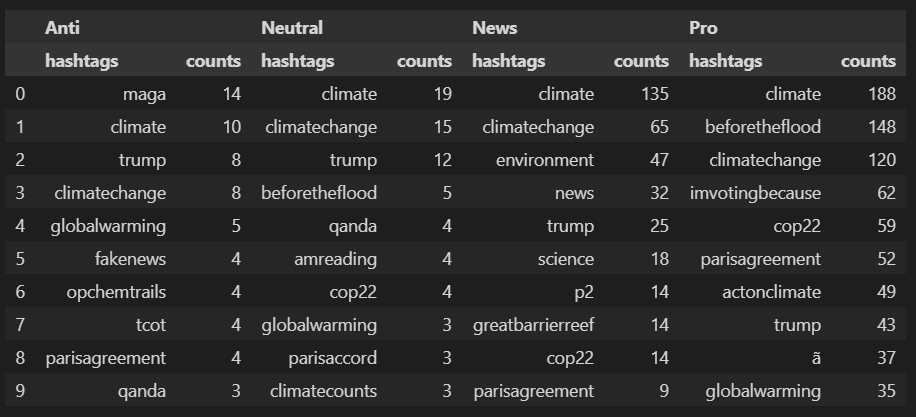 Anti Neutral News Pro
hashtags counts hashtags counts hashtags counts hashtags counts
0 maga 14 climate 19 climate 135 climate 188
1 climate 10 climatechange 15 climatechange 65 beforetheflood 148
2 trump 8 trump 12 environment 47 climatechange 120
3 climatechange 8 beforetheflood 5 news 32 imvotingbecause 62
4 globalwarming 5 qanda 4 trump 25 cop22 59
5 fakenews 4 amreading 4 science 18 parisagreement 52
6 opchemtrails 4 cop22 4 p2 14 actonclimate 49
7 tcot 4 globalwarming 3 greatbarrierreef 14 trump 43
8 parisagreement 4 parisaccord 3 cop22 14 ã 37
9 qanda 3 climatecounts 3 parisagreement 9 globalwarming 35